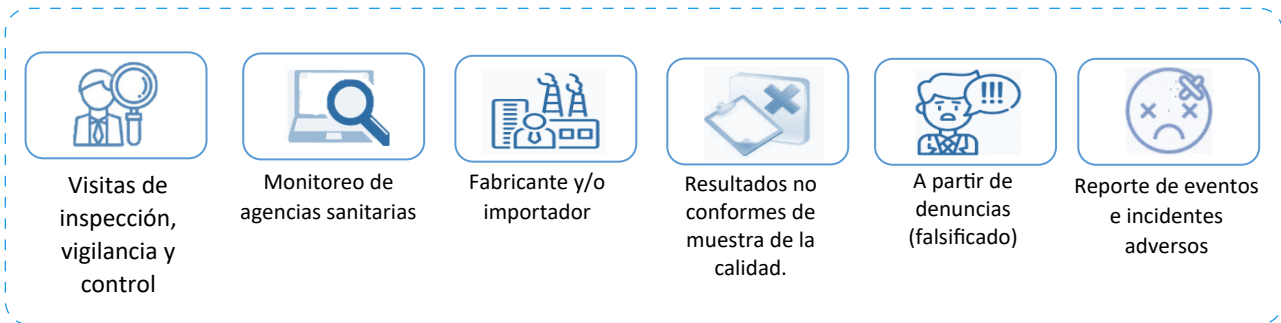 !!!
Visitas de
inspección,
vigilancia y
control
Monitoreo de
agencias sanitarias
Fabricante y/o
importador
Resultados no
conformes de
muestra de la
calidad.
A partir de
denuncias
(falsificado)
Reporte de eventos
e incidentes
adversos